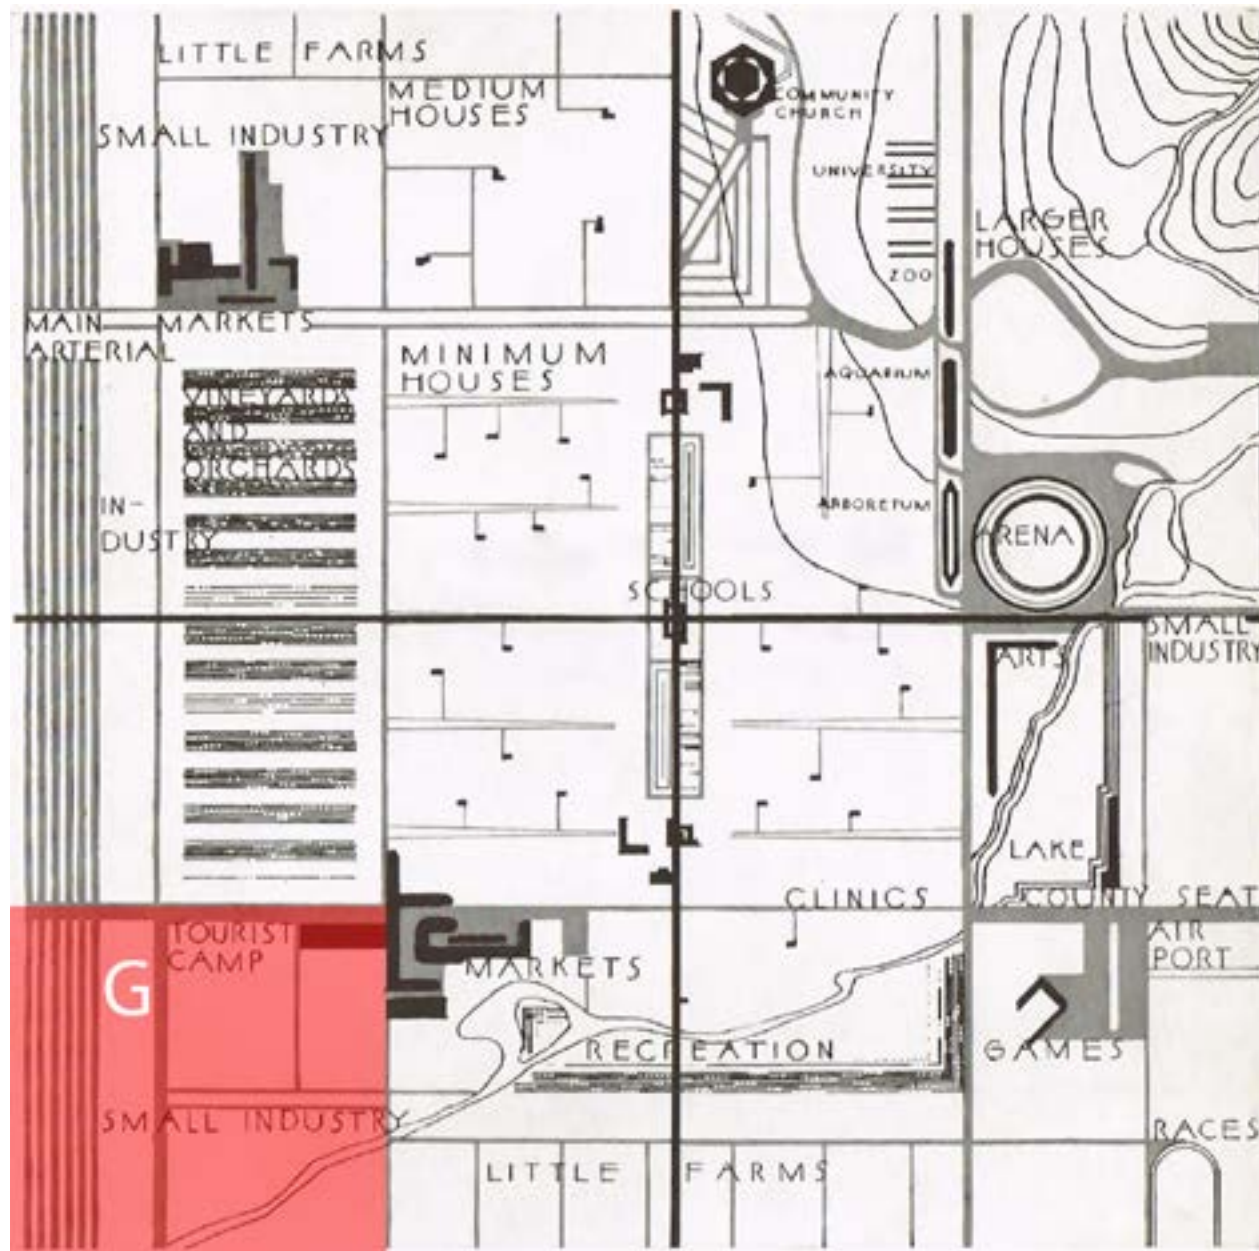 LITTLE FARMS
MEDIUM
HOUSES
SMALL INDUSTRY
COMMUNITY
CHURCH
UNIVERSITY
ZOO
LARGER
HOUSES
MAIN
ARTERIAL
MARKETS
MINIMUM
HOUSES
AQUARIUM
VINEYARDS
AND
ORCHARDS
IN-
DUSTRY
ARBORETUM
ARENA
SCHOOLS
ARTS
SMALL
INDUSTRY
LAKE
CLINICS
COUNTY SEAT
TOURIST
CAMP
G
MARKETS
AIR
PORT
RECREATION
GAMES
SMALL INDUSTRY
RACES
LITTLE FARMS